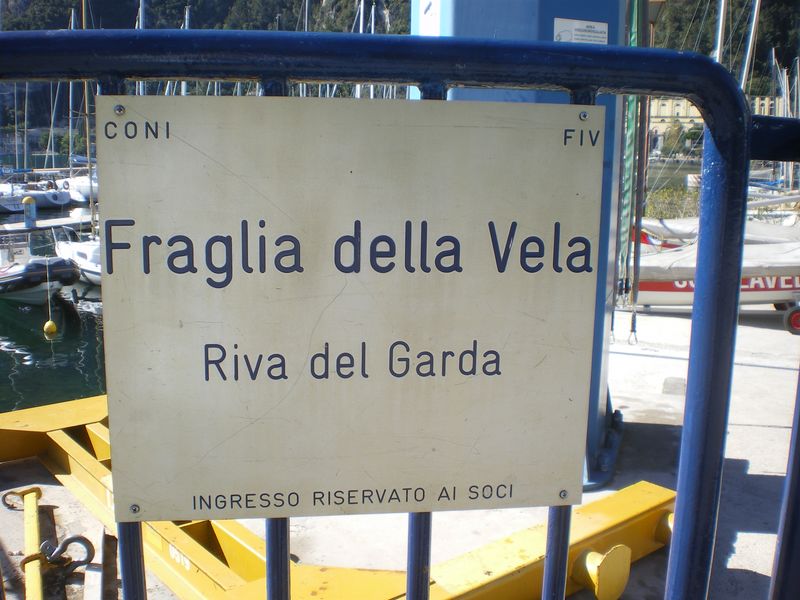 CONI FIV
Fraglia della Vela
Riva del Garda
INGRESSO RISERVATO AI SOCI